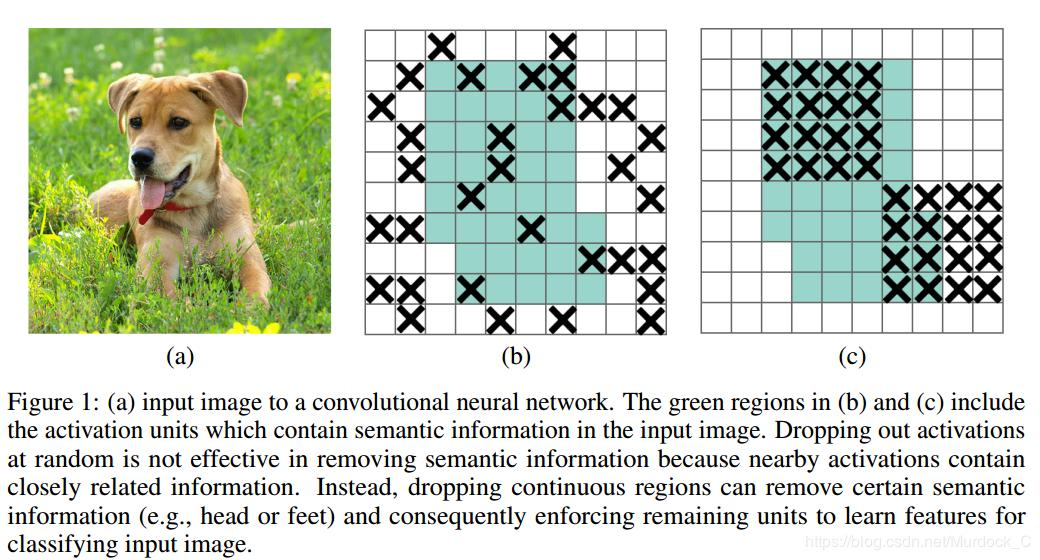 (a)
(b)
(c)
Figure 1: (a) input image to a convolutional neural network. The green regions in (b) and (c) include
the activation units which contain semantic information in the input image. Dropping out activations
at random is not effective in removing semantic information because nearby activations contain
closely related information. Instead, dropping continuous regions can remove certain semantic
information (e.g., head or feet) and consequently enforcing remaining units to learn features for
classifying input image.
https://blog.csdn.net/Murdock_C